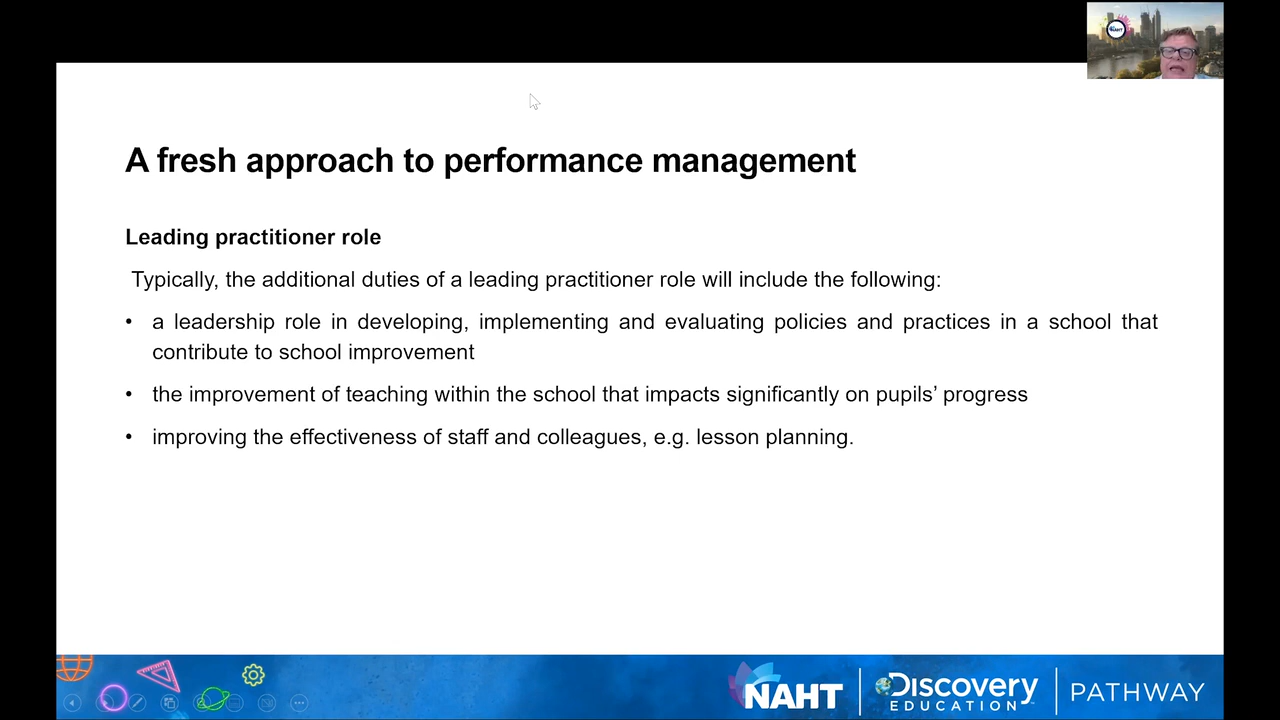 NAHT
A fresh approach to performance management
Leading practitioner role
Typically, the additional duties of a leading practitioner role will include the following:
• a leadership role in developing, implementing and evaluating policies and practices in a school that
contribute to school improvement
• the improvement of teaching within the school that impacts significantly on pupils’ progress
• improving the effectiveness of staff and colleagues, e.g. lesson planning.
NAHT
Discovery
EDUCATION
PATHWAY